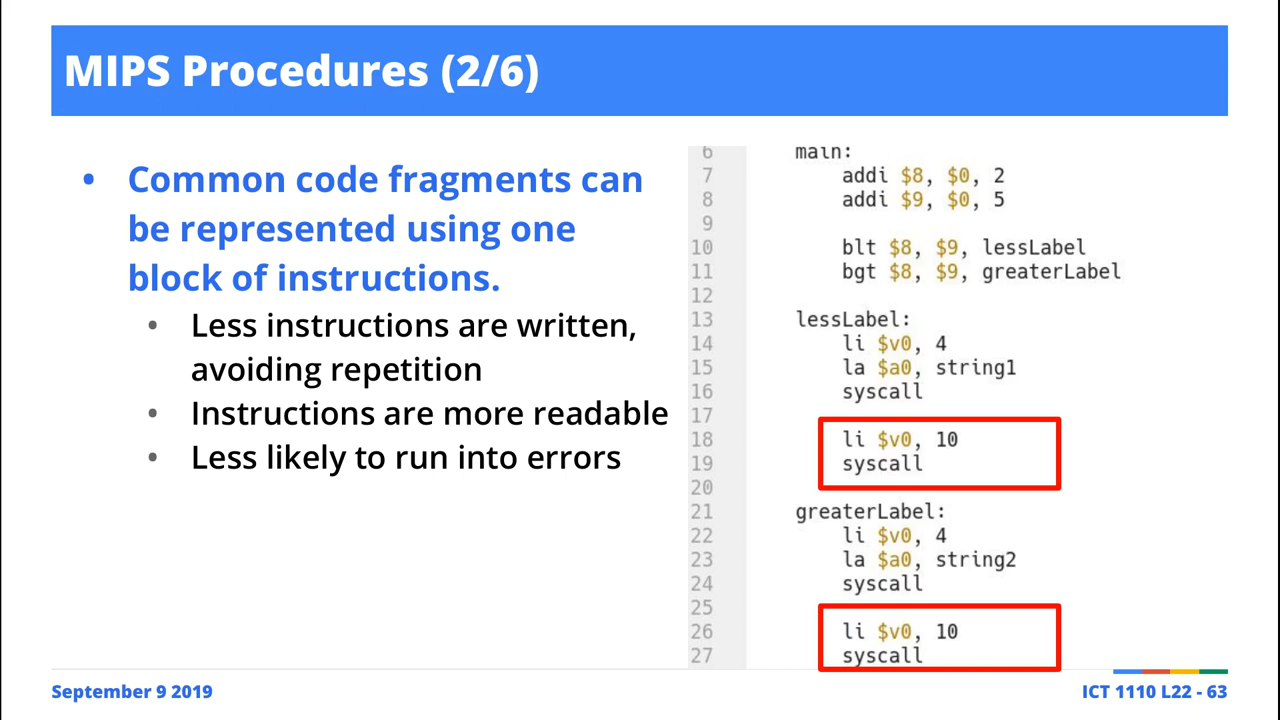 MIPS Procedures (2/6)
• Common code fragments can
be represented using one
block of instructions.
• Less instructions are written,
avoiding repetition
• Instructions are more readable
• Less likely to run into errors
6 main:
7 addi $8, $0, 2
8 addi $9, $0, 5
9
10 blt $8, $9, lessLabel
11 bgt $8, $9, greaterLabel
12
13 lessLabel:
14 li $v0, 4
15 la $a0, string1
16 syscall
17
18 li $v0, 10
19 syscall
20
21 greaterLabel:
22 li $v0, 4
23 la $a0, string2
24 syscall
25
26 li $v0, 10
27 syscall
September 9 2019
ICT 1110 L22 - 63